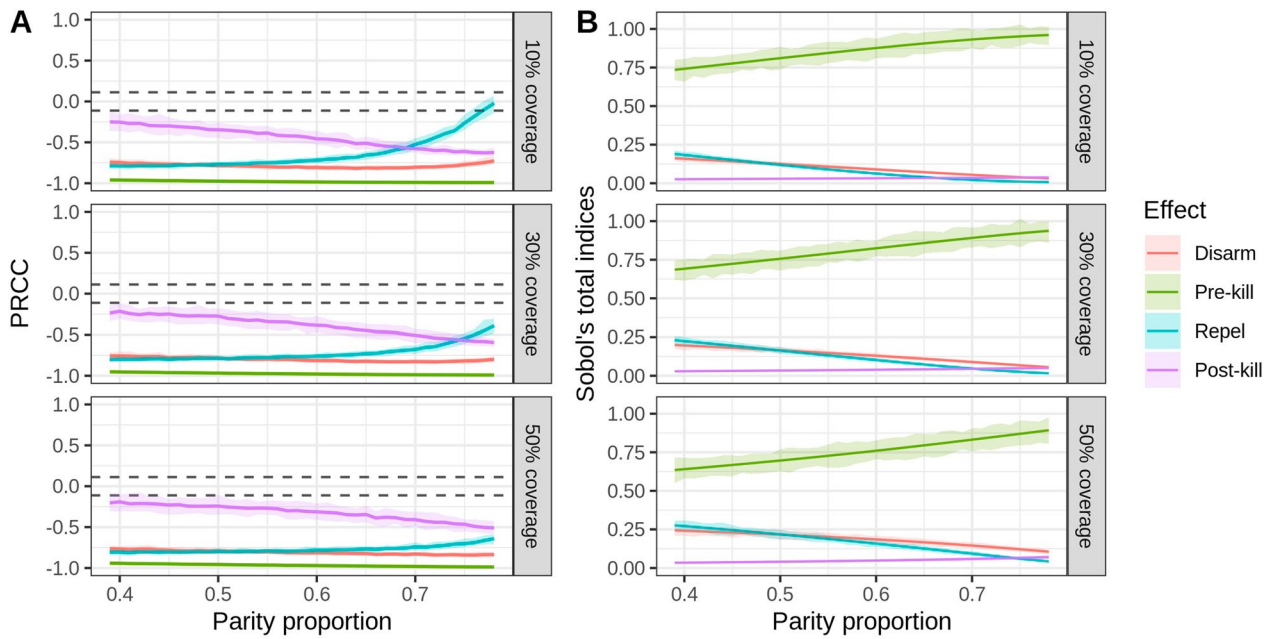 A
PRCC
1.0
0.5
0.0
-0.5
-1.0
10% coverage
1.0
0.5
0.0
-0.5
-1.0
30% coverage
1.0
0.5
0.0
-0.5
-1.0
50% coverage
0.4 0.5 0.6 0.7
Parity proportion
B
Sobol's total indices
1.00
0.75
0.50
0.25
0.00
10% coverage
1.00
0.75
0.50
0.25
0.00
30% coverage
1.00
0.75
0.50
0.25
0.00
50% coverage
0.4 0.5 0.6 0.7
Parity proportion
Effect
Disarm
Pre-kill
Repel
Post-kill